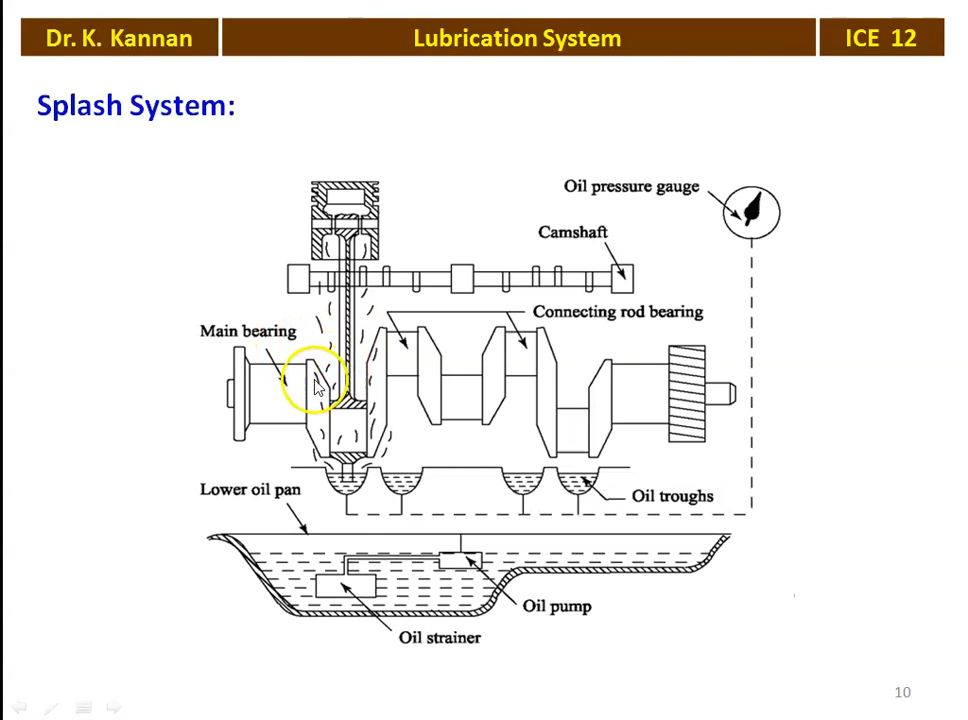 Dr. K. Kannan
Lubrication System
ICE 12
Splash System:
Oil pressure gauge
Camshaft
Connecting rod bearing
Main bearing
Lower oil pan
Oil troughs
Oil pump
Oil strainer
10